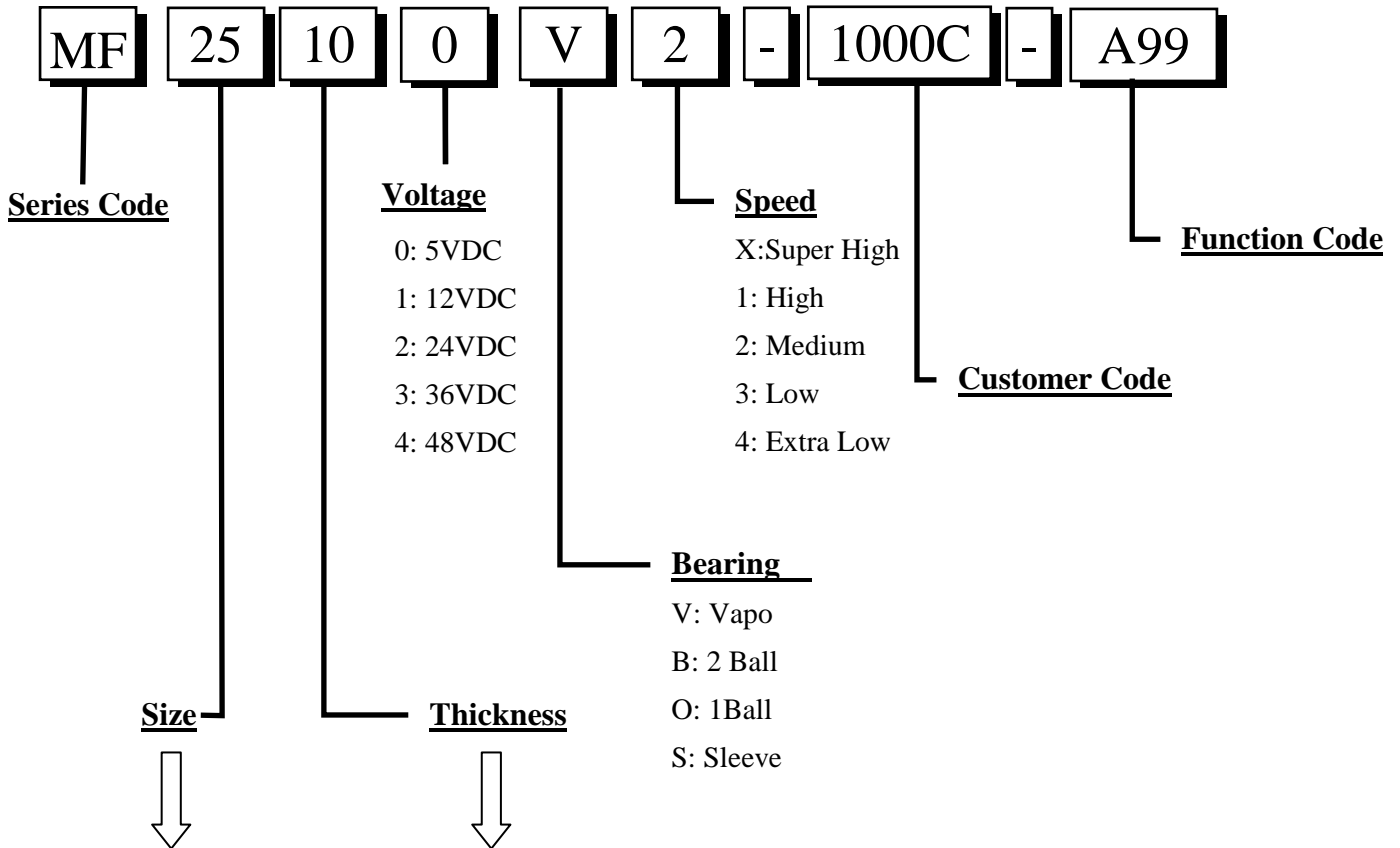 MF 25 10 0 V 2 - 1000C - A99
Series Code
Voltage
0: 5VDC
1: 12VDC
2: 24VDC
3: 36VDC
4: 48VDC
Speed
X:Super High
1: High
2: Medium
3: Low
4: Extra Low
Function Code
Customer Code
Bearing
V: Vapo
B: 2 Ball
O: 1Ball
S: Sleeve
Size
Thickness